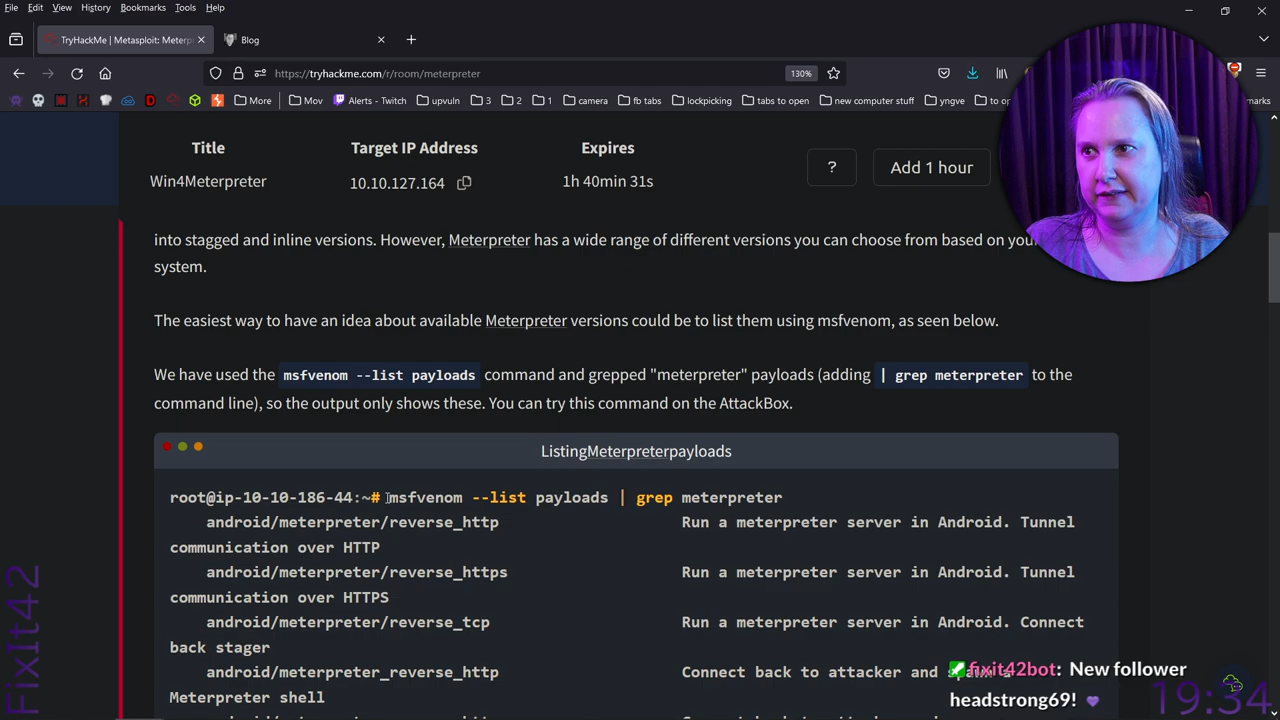 File Edit View History Bookmarks Tools Help
TryHackMe | Metasploit: Meterp
Blog
https://tryhackme.com/r/room/meterpreter
130%
More
Mov
Alerts - Twitch
upvuln
3
2
1
camera
fb tabs
lockpicking
tabs to open
new computer stuff
yngve
to
Title
Target IP Address
Expires
Win4Meterpreter
10.10.127.164
1h 40min 31s
?
Add 1 hour
into stagged and inline versions. However, Meterpreter has a wide range of different versions you can choose from based on
system.
The easiest way to have an idea about available Meterpreter versions could be to list them using msfvenom, as seen below.
We have used the msfvenom --list payloads command and grepped "meterpreter" payloads (adding | grep meterpreter to the
command line), so the output only shows these. You can try this command on the AttackBox.
ListingMeterpreterpayloads
root@ip-10-10-186-44:~# msfvenom --list payloads | grep meterpreter
android/meterpreter/reverse_http Run a meterpreter server in Android. Tunnel
communication over HTTP
android/meterpreter/reverse_https Run a meterpreter server in Android. Tunnel
communication over HTTPS
android/meterpreter/reverse_tcp Run a meterpreter server in Android. Connect
back stager
android/meterpreter_reverse_http Connect back to attacker and
Meterpreter shell
fixit42bot: New follower
headstrong69!
19:34
FixIt42